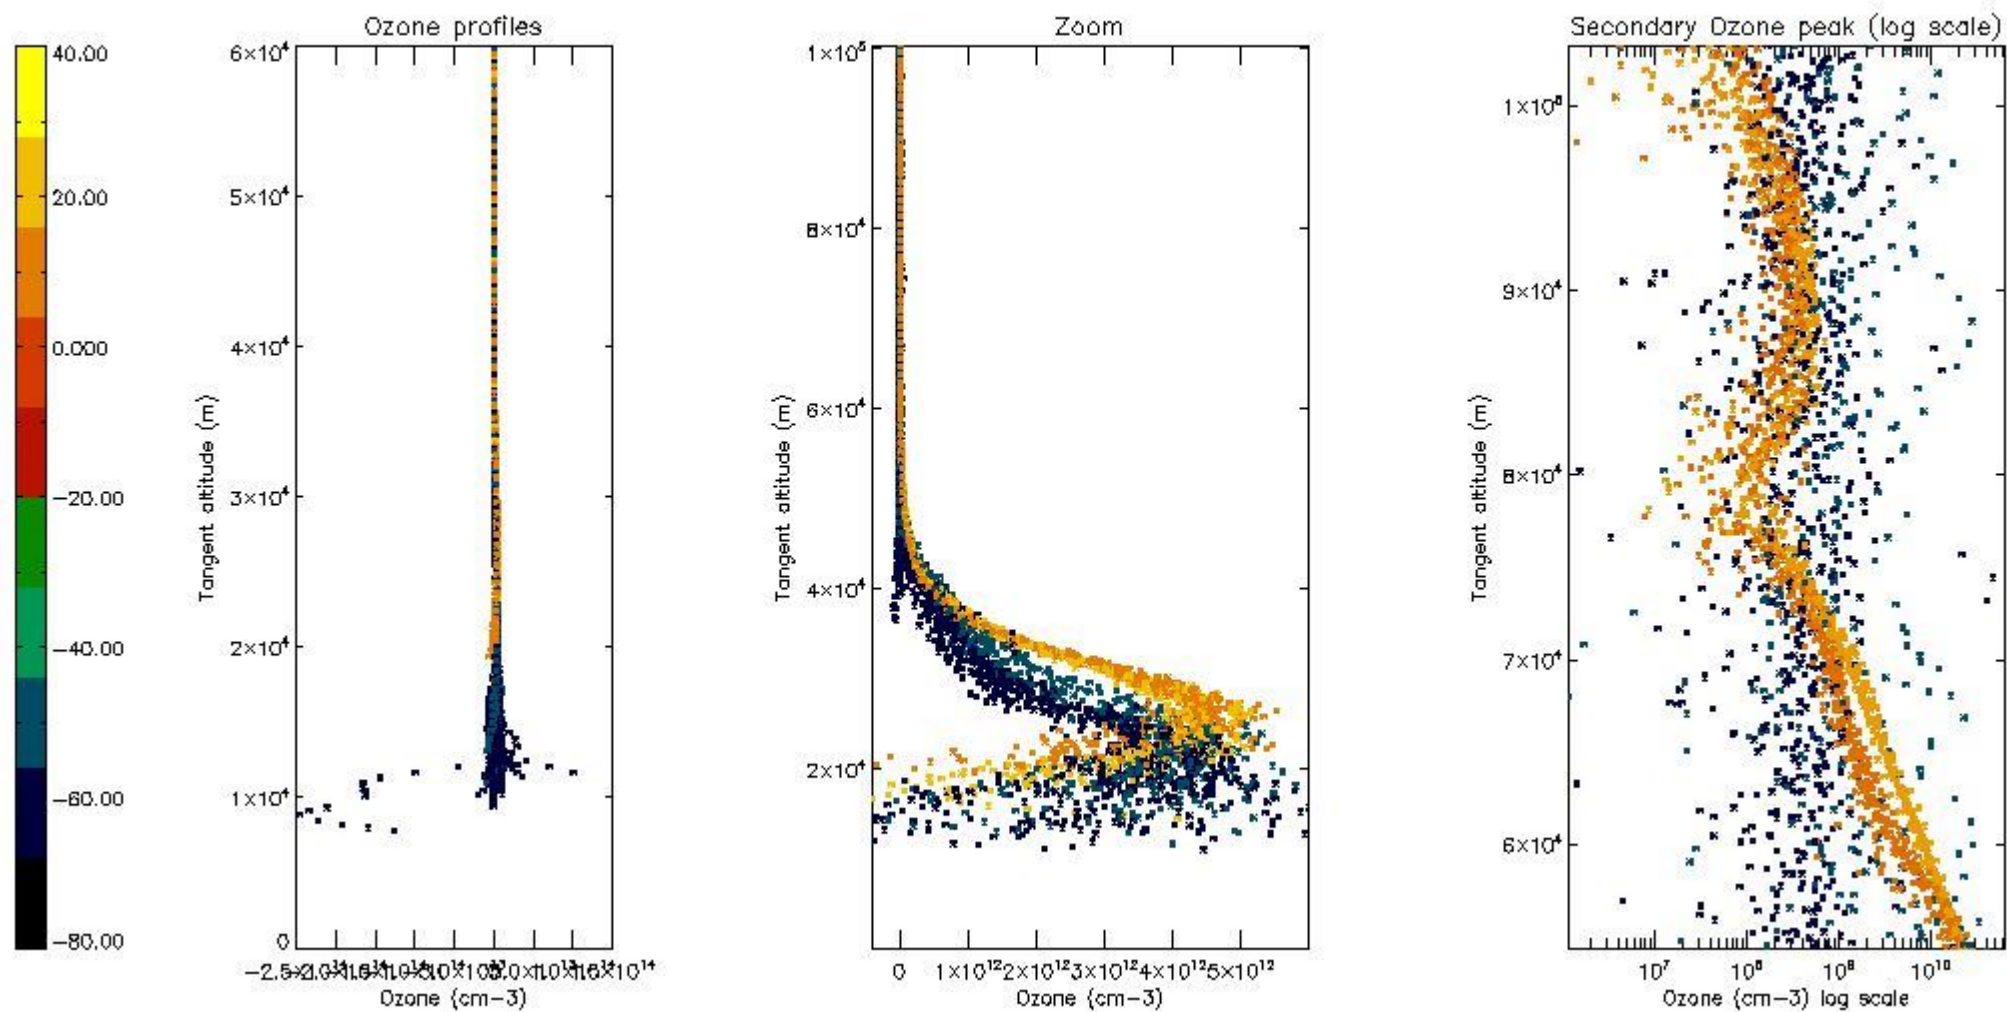 Ozone profiles
Zoom
Secondary Ozone peak (log scale)
40.00
20.00
0.000
−20.00
−40.00
−60.00
−80.00
6×10⁴
5×10⁴
4×10⁴
3×10⁴
2×10⁴
1×10⁴
0
Tangent altitude (m)
Ozone (cm−3)
1×10⁵
8×10⁴
6×10⁴
4×10⁴
2×10⁴
Tangent altitude (m)
0 1×10¹² 2×10¹² 3×10¹² 4×10¹² 5×10¹²
Ozone (cm−3)
1×10⁵
9×10⁴
8×10⁴
7×10⁴
6×10⁴
Tangent altitude (m)
10⁷ 10⁸ 10⁹ 10¹⁰
Ozone (cm−3) log scale